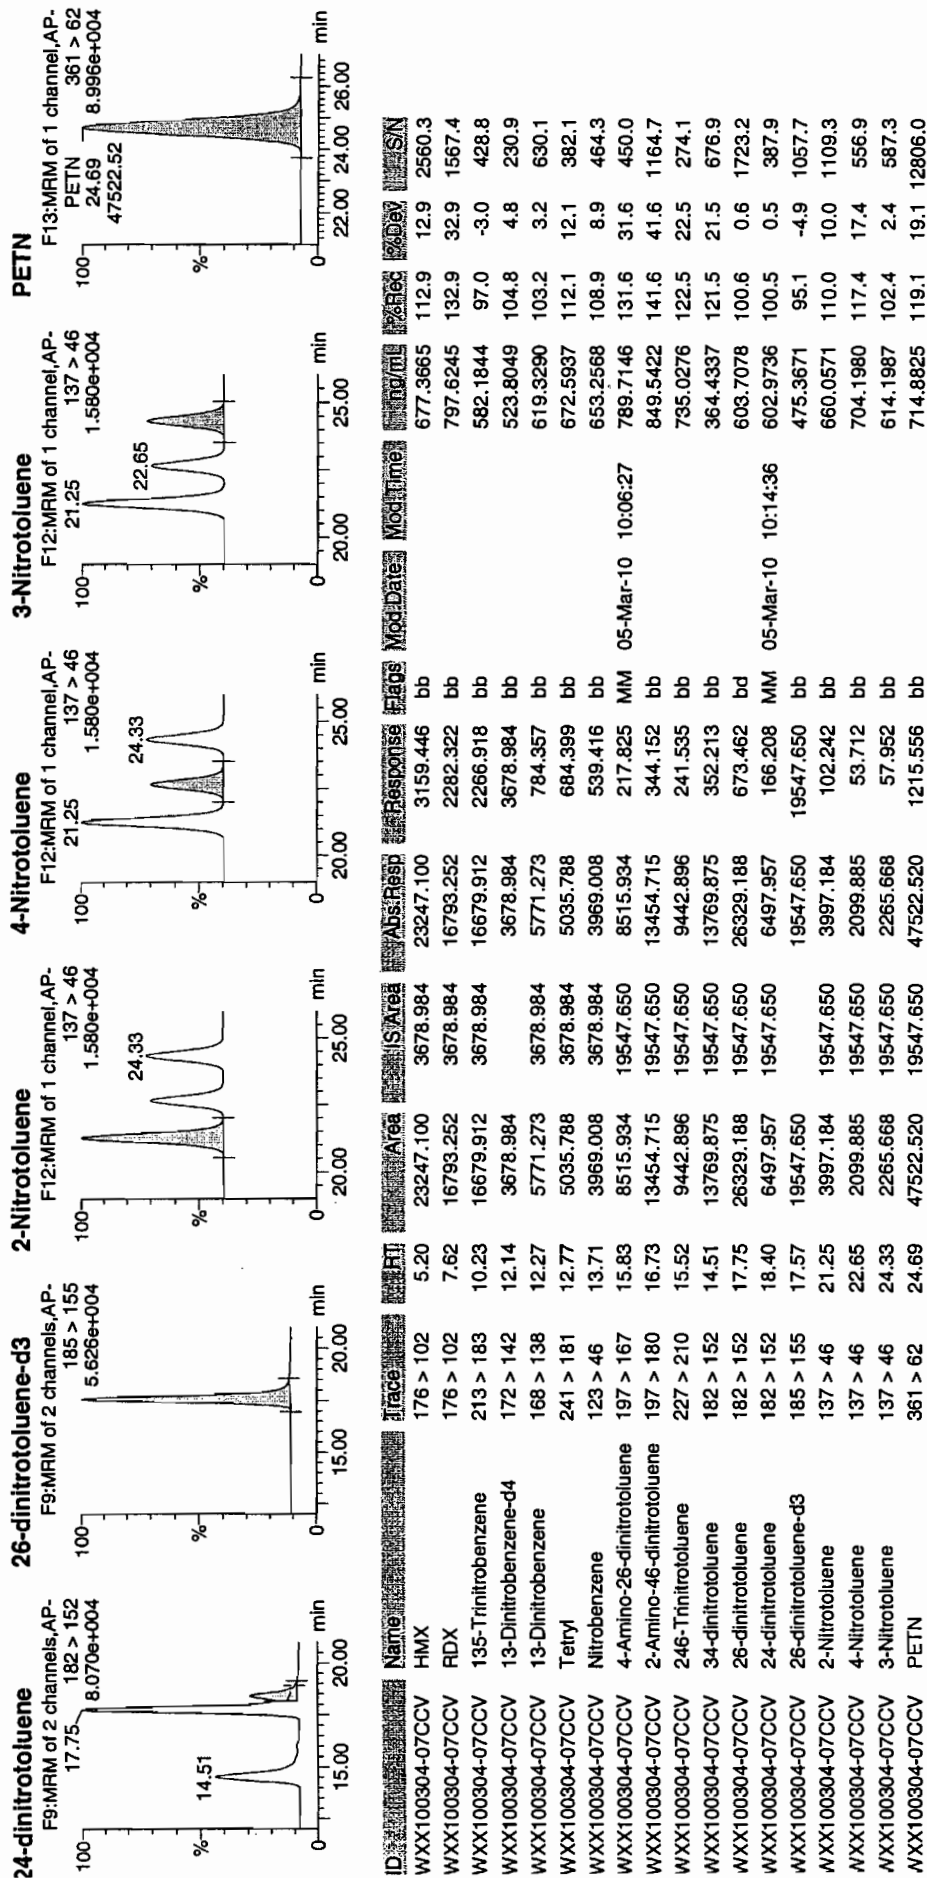 24-dinitrotoluene
F9:MRM of 2 channels,AP-
182 > 152
8.070e+004
17.75
14.51
100
%
0
15.00
20.00
min
26-dinitrotoluene-d3
F9:MRM of 2 channels,AP-
185 > 155
5.626e+004
100
%
0
15.00
20.00
min
2-Nitrotoluene
F12:MRM of 1 channel,AP-
137 > 46
1.580e+004
24.33
100
%
0
20.00
25.00
min
4-Nitrotoluene
F12:MRM of 1 channel,AP-
137 > 46
1.580e+004
21.25
24.33
100
%
0
20.00
25.00
min
3-Nitrotoluene
F12:MRM of 1 channel,AP-
137 > 46
1.580e+004
21.25
22.65
100
%
0
20.00
25.00
min
PETN
F13:MRM of 1 channel,AP-
361 > 62
8.996e+004
PETN
24.69
47522.52
100
%
0
22.00
24.00
26.00
min
ID Name Trace RT Area IS Area Abs.Resp Response Flags Mod.Date Mod.Time ng/mL %Rec %Dev S/N
WXX100304-07CCV HMX 176 > 102 5.20 23247.100 3678.984 23247.100 3159.446 bb 677.3665 112.9 12.9 2560.3
WXX100304-07CCV RDX 176 > 102 7.62 16793.252 3678.984 16793.252 2282.322 bb 797.6245 132.9 32.9 1567.4
WXX100304-07CCV 135-Trinitrobenzene 213 > 183 10.23 16679.912 3678.984 16679.912 2266.918 bb 582.1844 97.0 -3.0 428.8
WXX100304-07CCV 13-Dinitrobenzene-d4 172 > 142 12.14 3678.984 3678.984 3678.984 bb 523.8049 104.8 4.8 230.9
WXX100304-07CCV 13-Dinitrobenzene 168 > 138 12.27 5771.273 3678.984 5771.273 784.357 bb 619.3290 103.2 3.2 630.1
WXX100304-07CCV Tetryl 241 > 181 12.77 5035.788 3678.984 5035.788 684.399 bb 672.5937 112.1 12.1 382.1
WXX100304-07CCV Nitrobenzene 123 > 46 13.71 3969.008 3678.984 3969.008 539.416 bb 653.2568 108.9 8.9 464.3
WXX100304-07CCV 4-Amino-26-dinitrotoluene 197 > 167 15.83 8515.934 19547.650 8515.934 217.825 MM 05-Mar-10 10:06:27 789.7146 131.6 31.6 450.0
WXX100304-07CCV 2-Amino-46-dinitrotoluene 197 > 180 16.73 13454.715 19547.650 13454.715 344.152 bb 849.5422 141.6 41.6 1164.7
WXX100304-07CCV 246-Trinitrotoluene 227 > 210 15.52 9442.896 19547.650 9442.896 241.535 bb 735.0276 122.5 22.5 274.1
WXX100304-07CCV 34-dinitrotoluene 182 > 152 14.51 13769.875 19547.650 13769.875 352.213 bb 364.4337 121.5 21.5 676.9
WXX100304-07CCV 26-dinitrotoluene 182 > 152 17.75 26329.188 19547.650 26329.188 673.462 bd 603.7078 100.6 0.6 1723.2
WXX100304-07CCV 24-dinitrotoluene 182 > 152 18.40 6497.957 19547.650 6497.957 166.208 MM 05-Mar-10 10:14:36 602.9736 100.5 0.5 387.9
WXX100304-07CCV 26-dinitrotoluene-d3 185 > 155 17.57 19547.650 19547.650 19547.650 bb 475.3671 95.1 -4.9 1057.7
WXX100304-07CCV 2-Nitrotoluene 137 > 46 21.25 3997.184 19547.650 3997.184 102.242 bb 660.0571 110.0 10.0 1109.3
WXX100304-07CCV 4-Nitrotoluene 137 > 46 22.65 2099.885 19547.650 2099.885 53.712 bb 704.1980 117.4 17.4 556.9
WXX100304-07CCV 3-Nitrotoluene 137 > 46 24.33 2265.668 19547.650 2265.668 57.952 bb 614.1987 102.4 2.4 587.3
WXX100304-07CCV PETN 361 > 62 24.69 47522.520 19547.650 47522.520 1215.556 bb 714.8825 119.1 19.1 12806.0